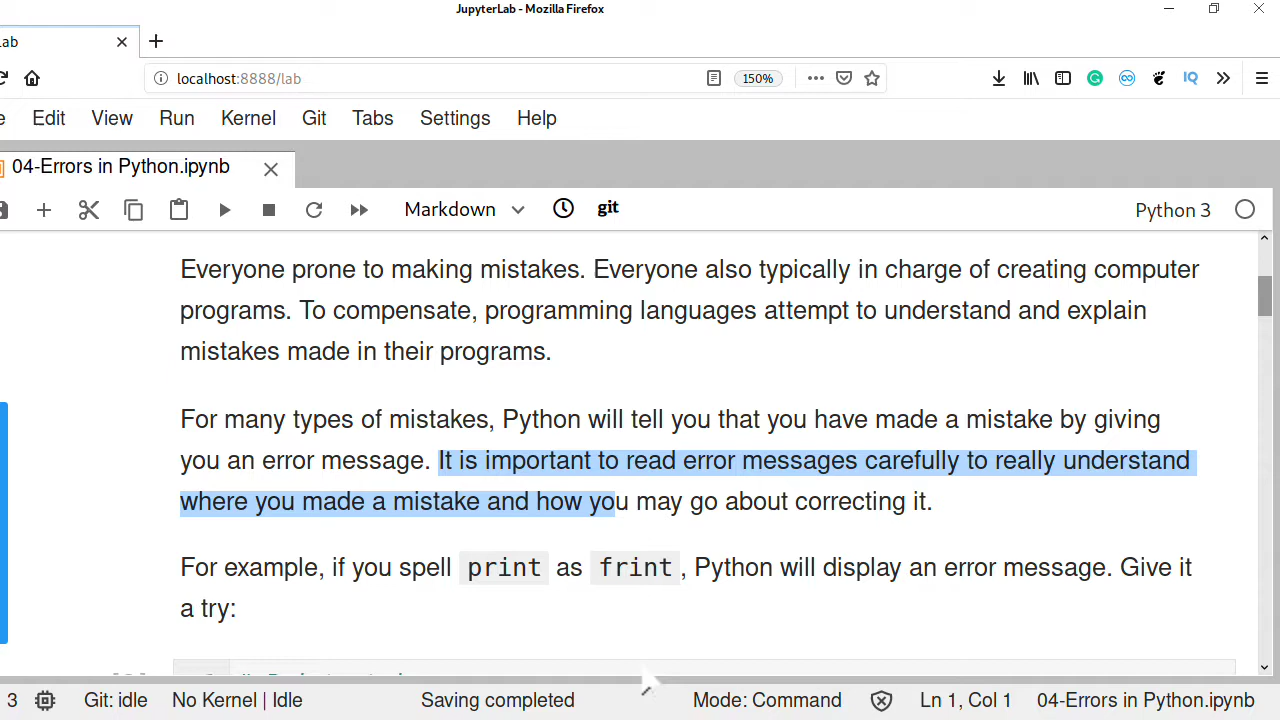 JupyterLab - Mozilla Firefox
ab
localhost:8888/lab
150%
IQ
Edit View Run Kernel Git Tabs Settings Help
04-Errors in Python.ipynb
Markdown
git
Python 3
Everyone prone to making mistakes. Everyone also typically in charge of creating computer
programs. To compensate, programming languages attempt to understand and explain
mistakes made in their programs.
For many types of mistakes, Python will tell you that you have made a mistake by giving
you an error message. It is important to read error messages carefully to really understand
where you made a mistake and how you may go about correcting it.
For example, if you spell print as frint , Python will display an error message. Give it
a try:
3 Git: idle No Kernel | Idle Saving completed Mode: Command Ln 1, Col 1 04-Errors in Python.ipynb